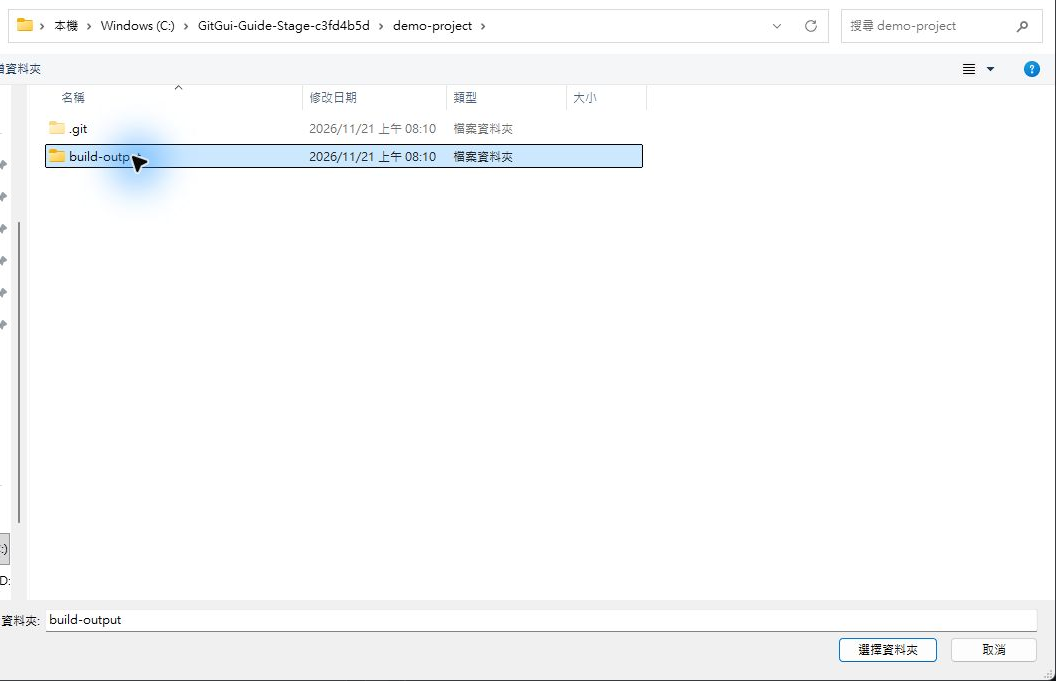 本機 > Windows (C:) > GitGui-Guide-Stage-c3fd4b5d > demo-project >
搜尋 demo-project
增資料夾
名稱 修改日期 類型 大小
.git 2026/11/21 上午 08:10 檔案資料夾
build-outp 2026/11/21 上午 08:10 檔案資料夾
:)
D:
資料夾: build-output
選擇資料夾 取消